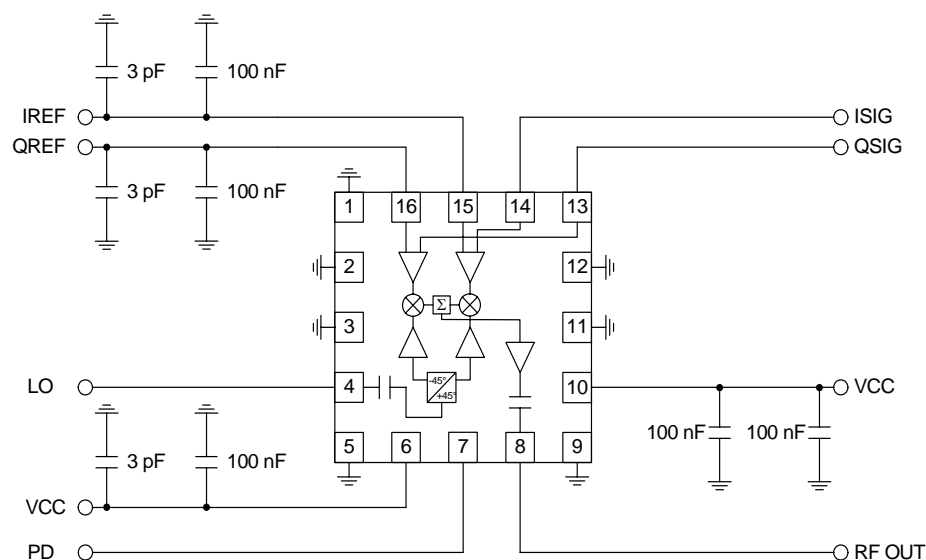 3 pF 100 nF
IREF ISIG
QREF QSIG
3 pF 100 nF
1 16 15 14 13
2 12
Σ
3 11
-45°
+45°
LO 4 10 VCC
3 pF 100 nF 5 6 7 8 9 100 nF 100 nF
VCC
PD RF OUT